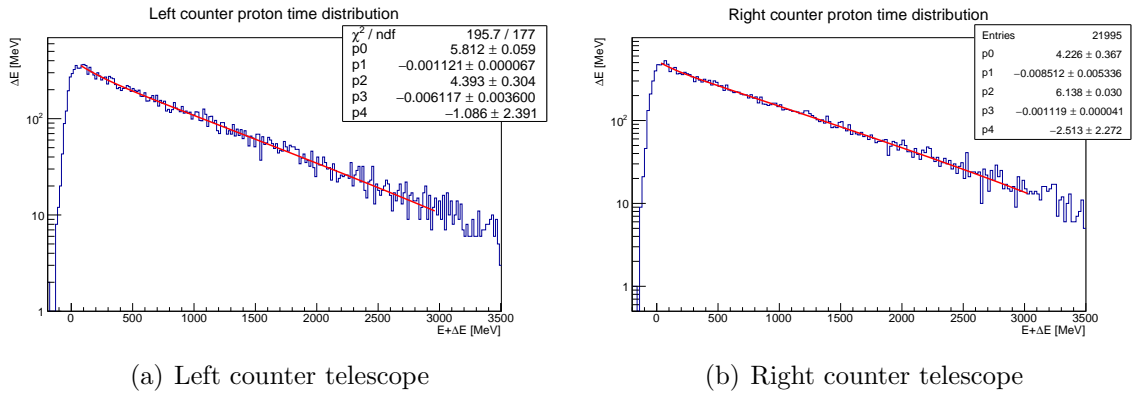 Left counter proton time distribution
χ² / ndf 195.7 / 177
p0 5.812 ± 0.059
p1 −0.001121 ± 0.000067
p2 4.393 ± 0.304
p3 −0.006117 ± 0.003600
p4 −1.086 ± 2.391
ΔE [MeV]
10²
10
1
0 500 1000 1500 2000 2500 3000 3500
E+ΔE [MeV]
(a) Left counter telescope
Right counter proton time distribution
Entries 21995
p0 4.226 ± 0.367
p1 −0.008512 ± 0.005336
p2 6.138 ± 0.030
p3 −0.001119 ± 0.000041
p4 −2.513 ± 2.272
ΔE [MeV]
10²
10
1
0 500 1000 1500 2000 2500 3000 3500
E+ΔE [MeV]
(b) Right counter telescope